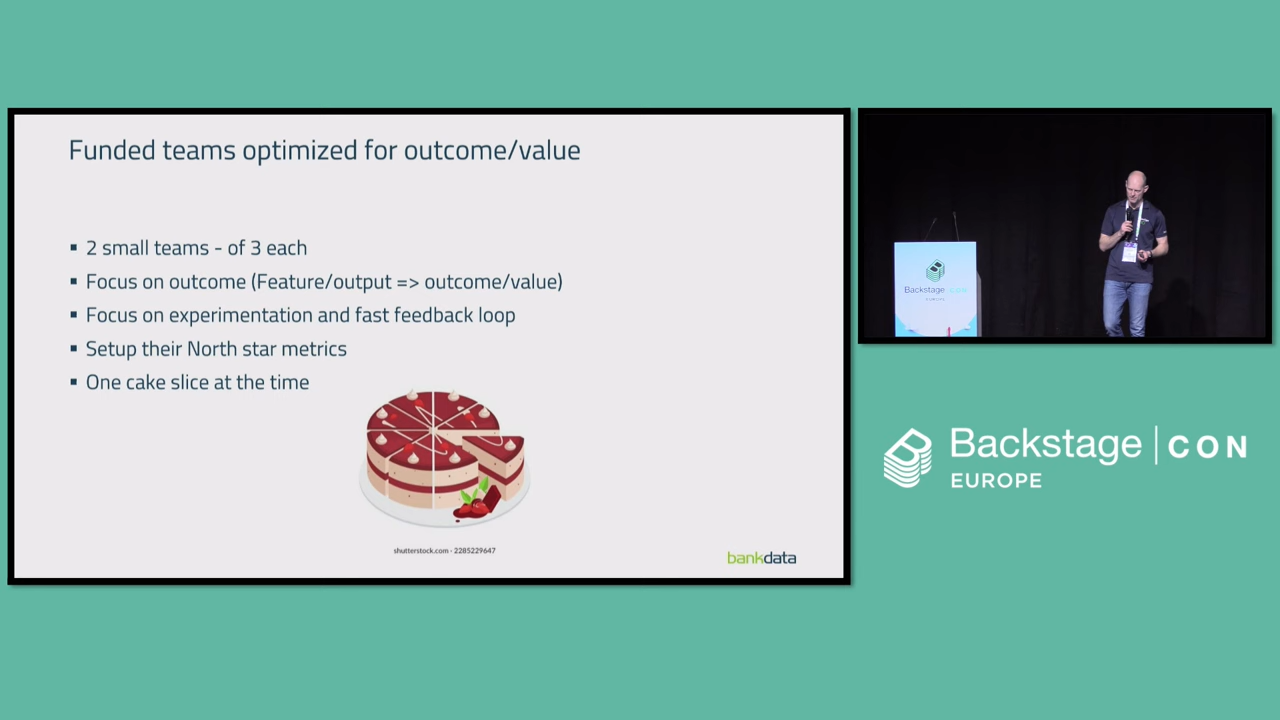 Funded teams optimized for outcome/value
▪ 2 small teams - of 3 each
▪ Focus on outcome (Feature/output => outcome/value)
▪ Focus on experimentation and fast feedback loop
▪ Setup their North star metrics
▪ One cake slice at the time
shutterstock.com · 2285229647
bankdata
Backstage CON
EUROPE
Backstage | CON
EUROPE